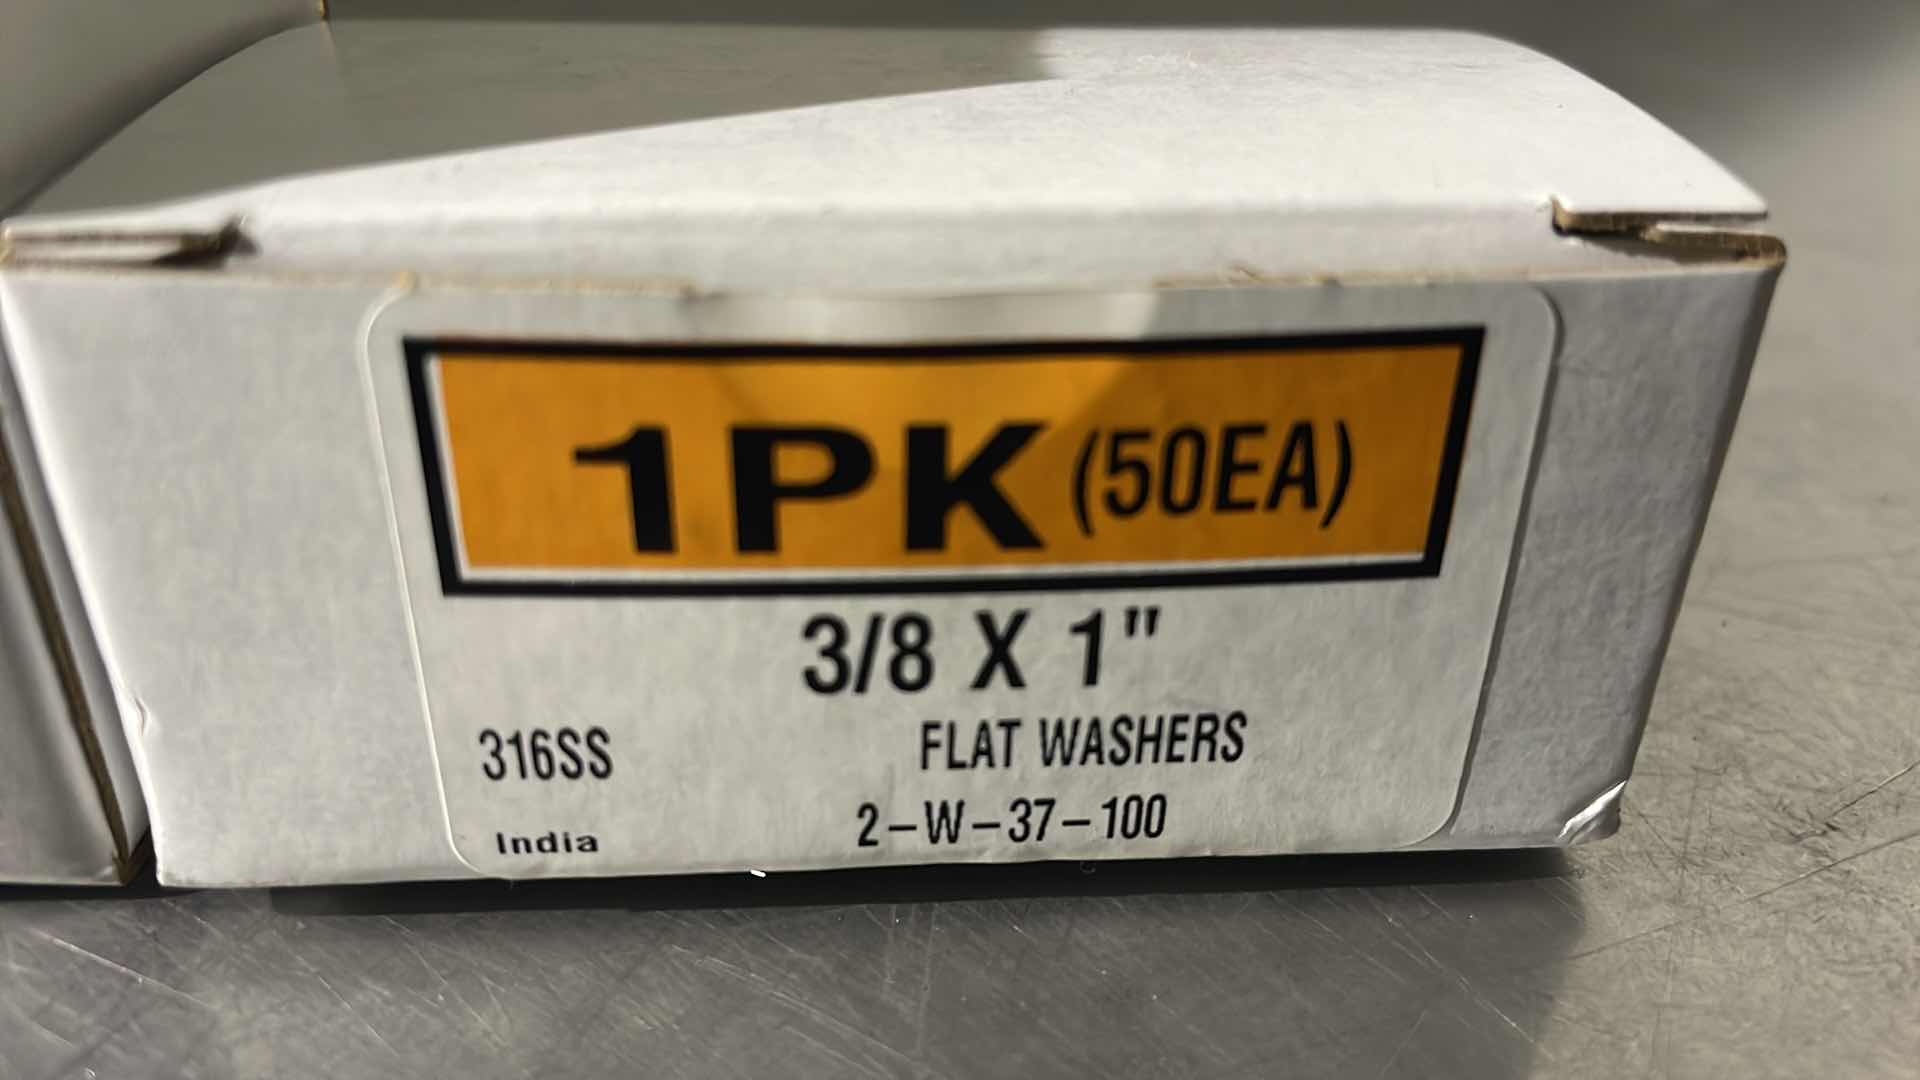 1PK (50EA)
3/8 X 1"
316SS FLAT WASHERS
India 2-W-37-100